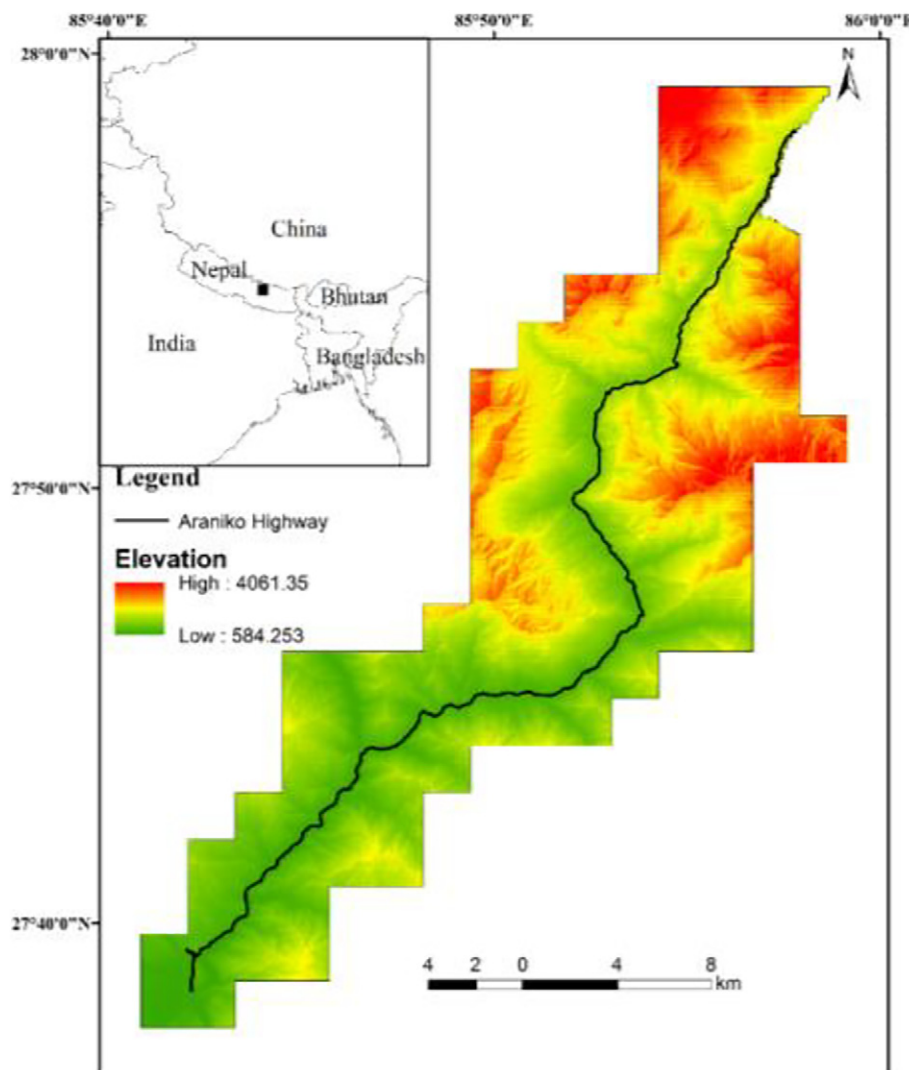 85°40'0"E 85°50'0"E 86°0'0"E
28°0'0"N
N
China
Nepal
Bhutan
India
Bangladesh
27°50'0"N
Legend
Araniko Highway
Elevation
High : 4061.35
Low : 584.253
27°40'0"N
4 2 0 4 8
km